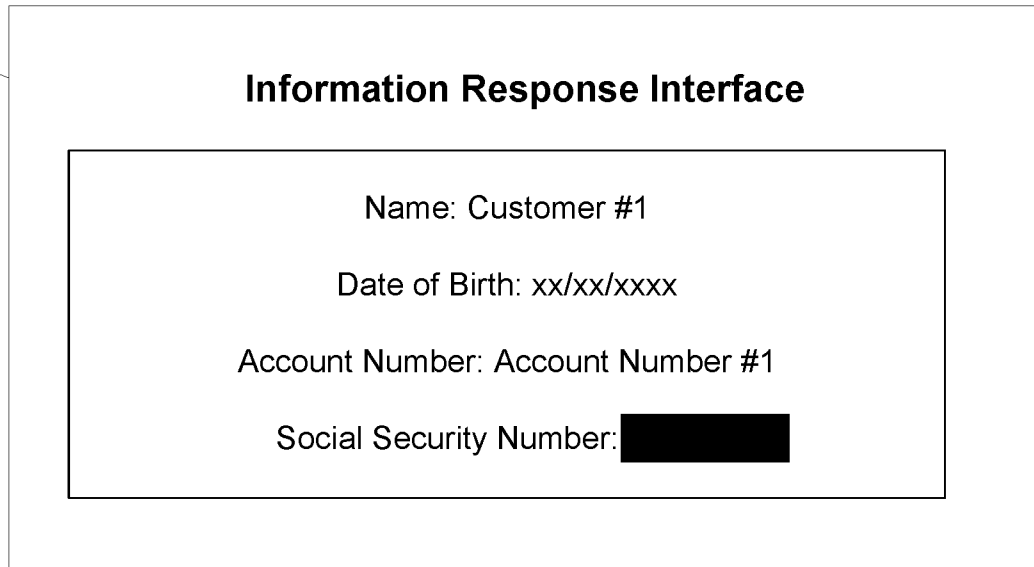 Information Response Interface
Name: Customer #1
Date of Birth: xx/xx/xxxx
Account Number: Account Number #1
Social Security Number: